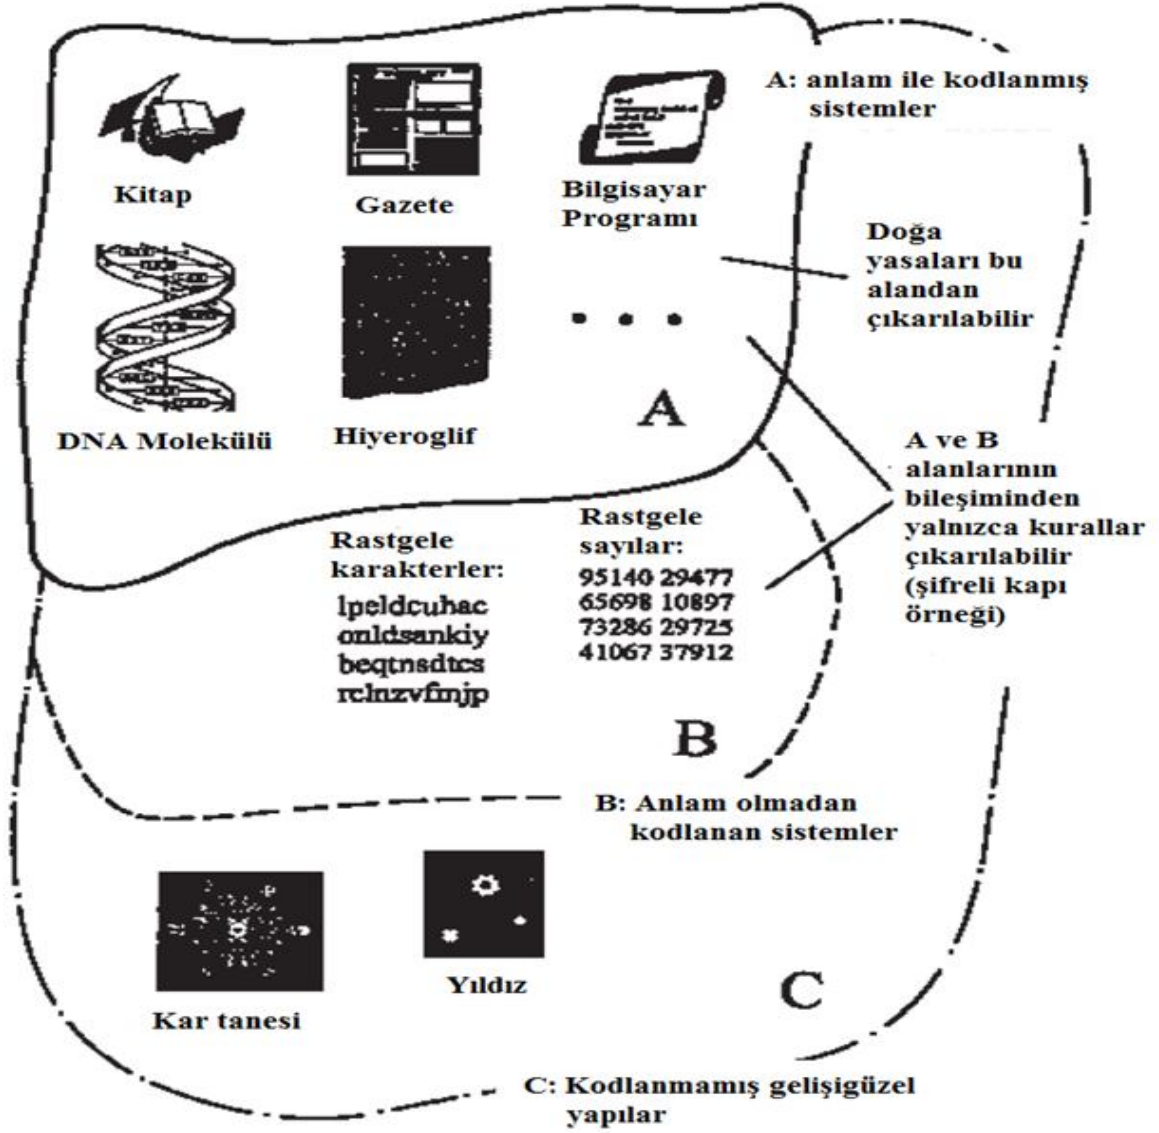 A: anlam ile kodlanmış
sistemler
Kitap
Gazete
Bilgisayar
Programı
Doğa
yasaları bu
alandan
çıkarılabilir
DNA Molekülü
Hiyeroglif
A
A ve B
alanlarının
bileşiminden
yalnızca kurallar
çıkarılabilir
(şifreli kapı
örneği)
Rastgele
karakterler:
lpeldcuhac
onldsankiy
beqtnsdtcs
rclnzvfmjp
Rastgele
sayılar:
95140 29477
65698 10897
73286 29725
41067 37912
B
B: Anlam olmadan
kodlanan sistemler
Kar tanesi
Yıldız
C
C: Kodlanmamış gelişigüzel
yapılar